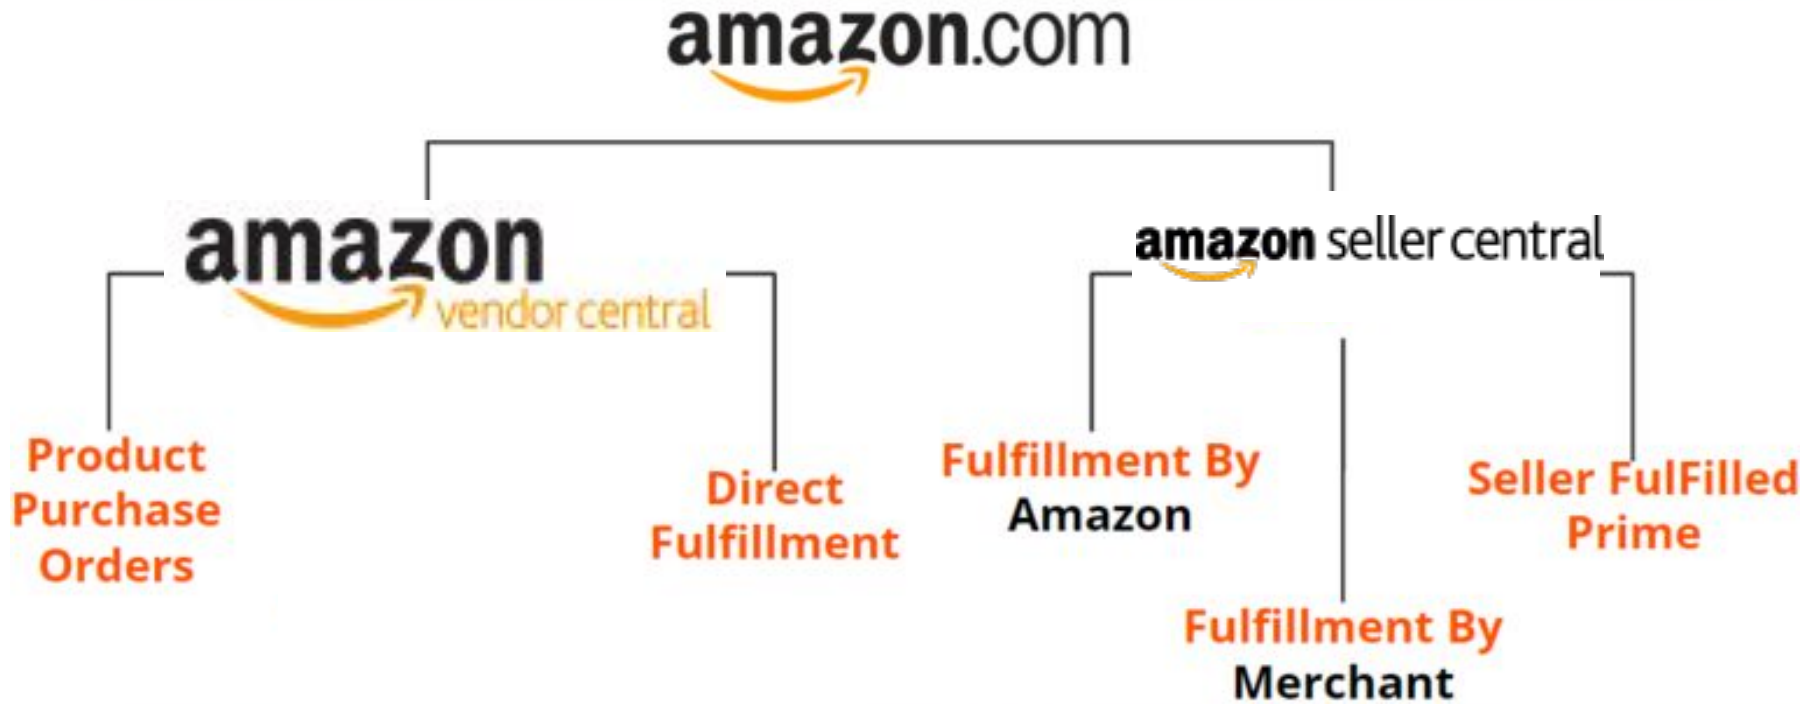 amazon.com
amazon
vendor central
amazon seller central
Product
Purchase
Orders
Direct
Fulfillment
Fulfillment By
Amazon
Fulfillment By
Merchant
Seller FulFilled
Prime